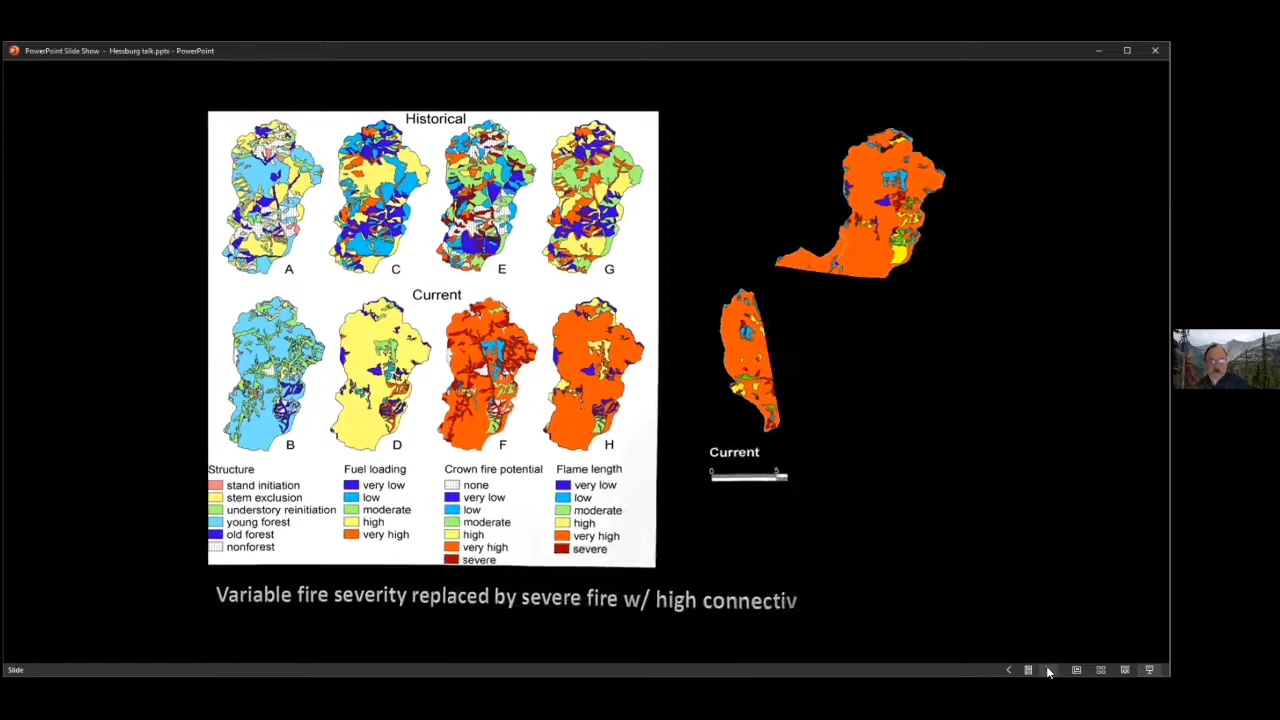 PowerPoint Slide Show - Hessburg talk.pptx - PowerPoint
Historical
A
C
E
G
Current
B
D
F
H
Structure
stand initiation
stem exclusion
understory reinitiation
young forest
old forest
nonforest
Fuel loading
very low
low
moderate
high
very high
Crown fire potential
none
very low
low
moderate
high
very high
severe
Flame length
very low
low
moderate
high
very high
severe
Current
0 5
Variable fire severity replaced by severe fire w/ high connectiv
Slide